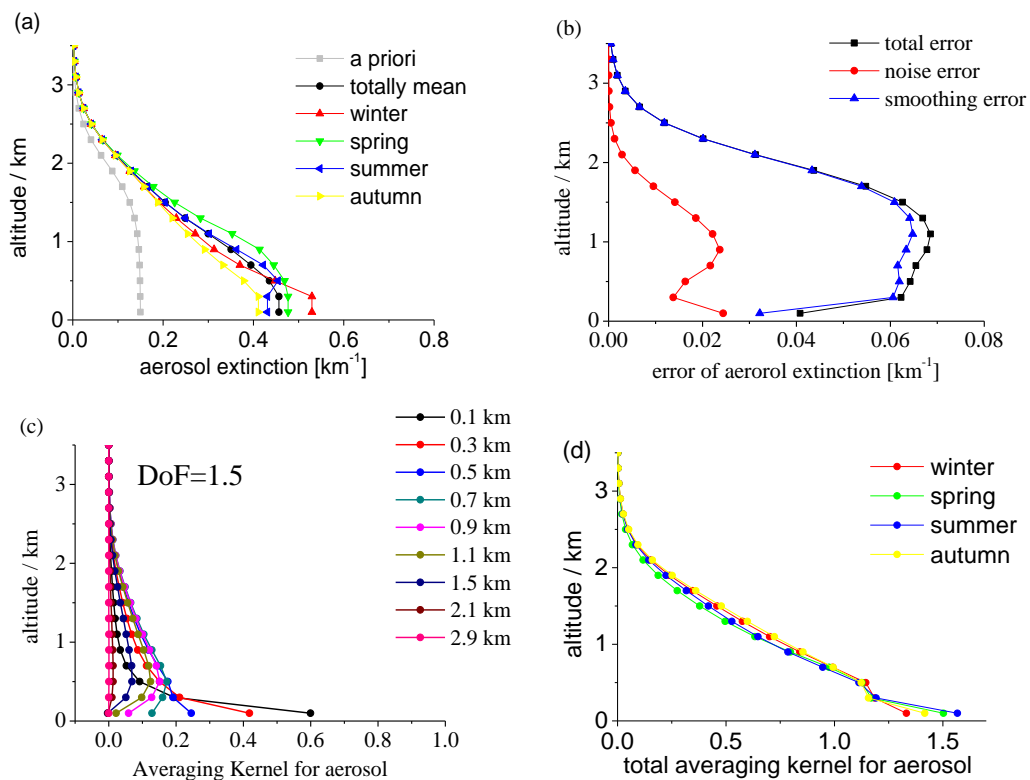 (a)
a priori
totally mean
winter
spring
summer
autumn
altitude / km
3
2
1
0
0.0 0.2 0.4 0.6 0.8
aerosol extinction [km-1]
(b)
total error
noise error
smoothing error
altitude / km
3
2
1
0
0.00 0.02 0.04 0.06 0.08
error of aerorol extinction [km-1]
(c)
DoF=1.5
0.1 km
0.3 km
0.5 km
0.7 km
0.9 km
1.1 km
1.5 km
2.1 km
2.9 km
altitude / km
3
2
1
0
0.0 0.2 0.4 0.6 0.8 1.0
Averaging Kernel for aerosol
(d)
winter
spring
summer
autumn
altitude / km
3
2
1
0
0.0 0.5 1.0 1.5
total averaging kernel for aerosol